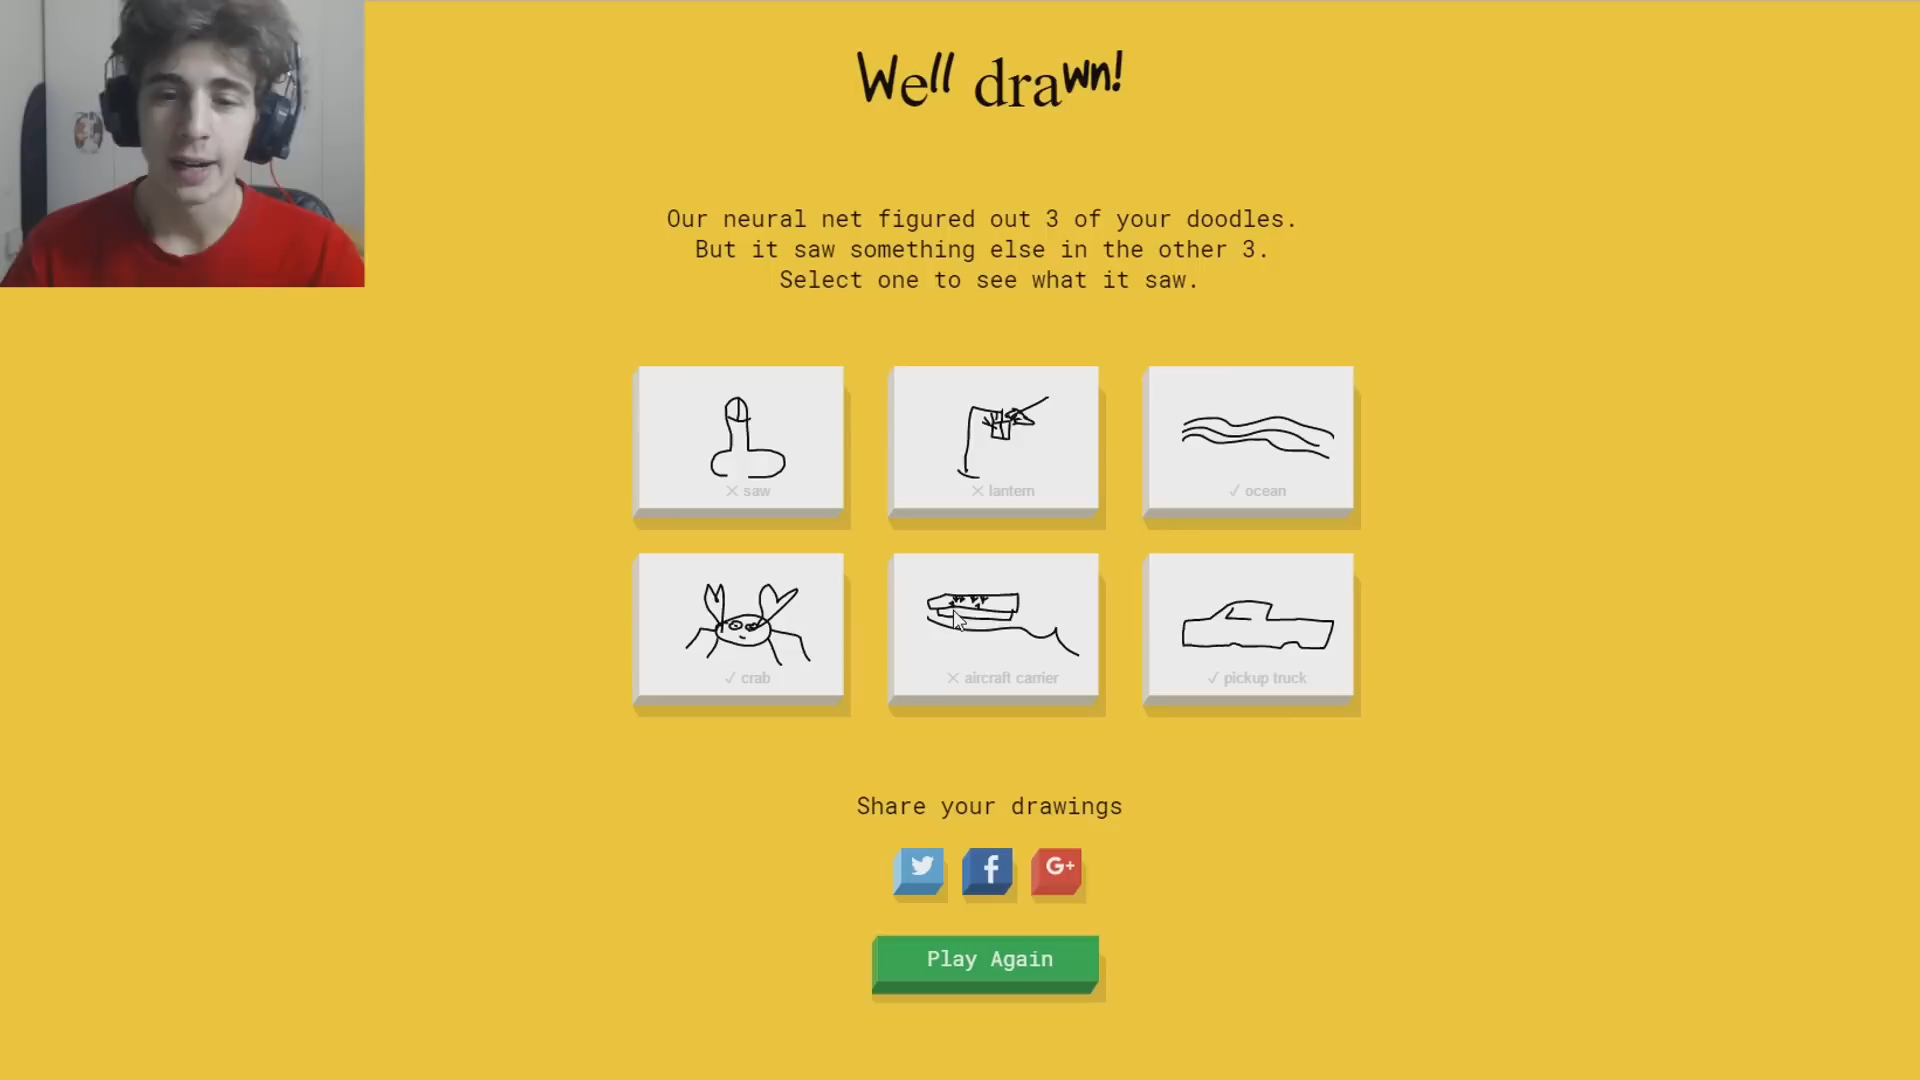 Well drawn!
Our neural net figured out 3 of your doodles.
But it saw something else in the other 3.
Select one to see what it saw.
saw
lantern
ocean
crab
aircraft carrier
pickup truck
Share your drawings
f
G+
Play Again